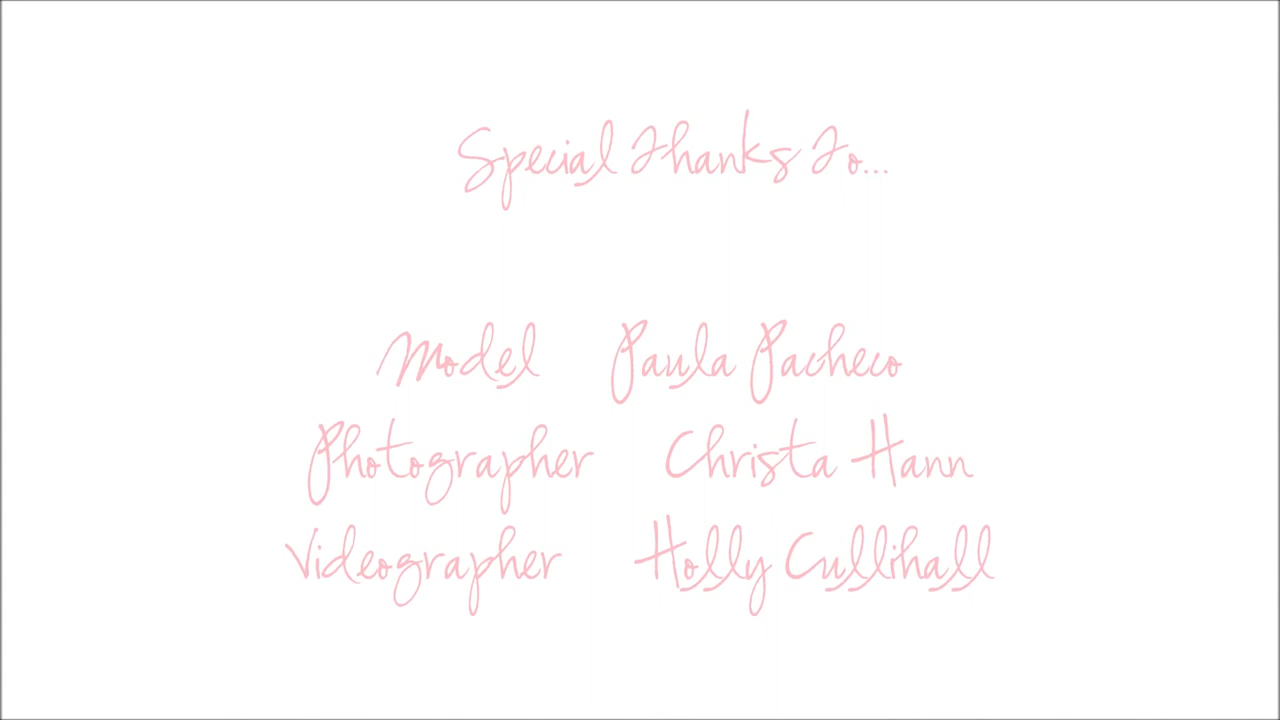 Special Thanks To...
Model Paula Pacheco
Photographer Christa Hann
Videographer Holly Cullihall